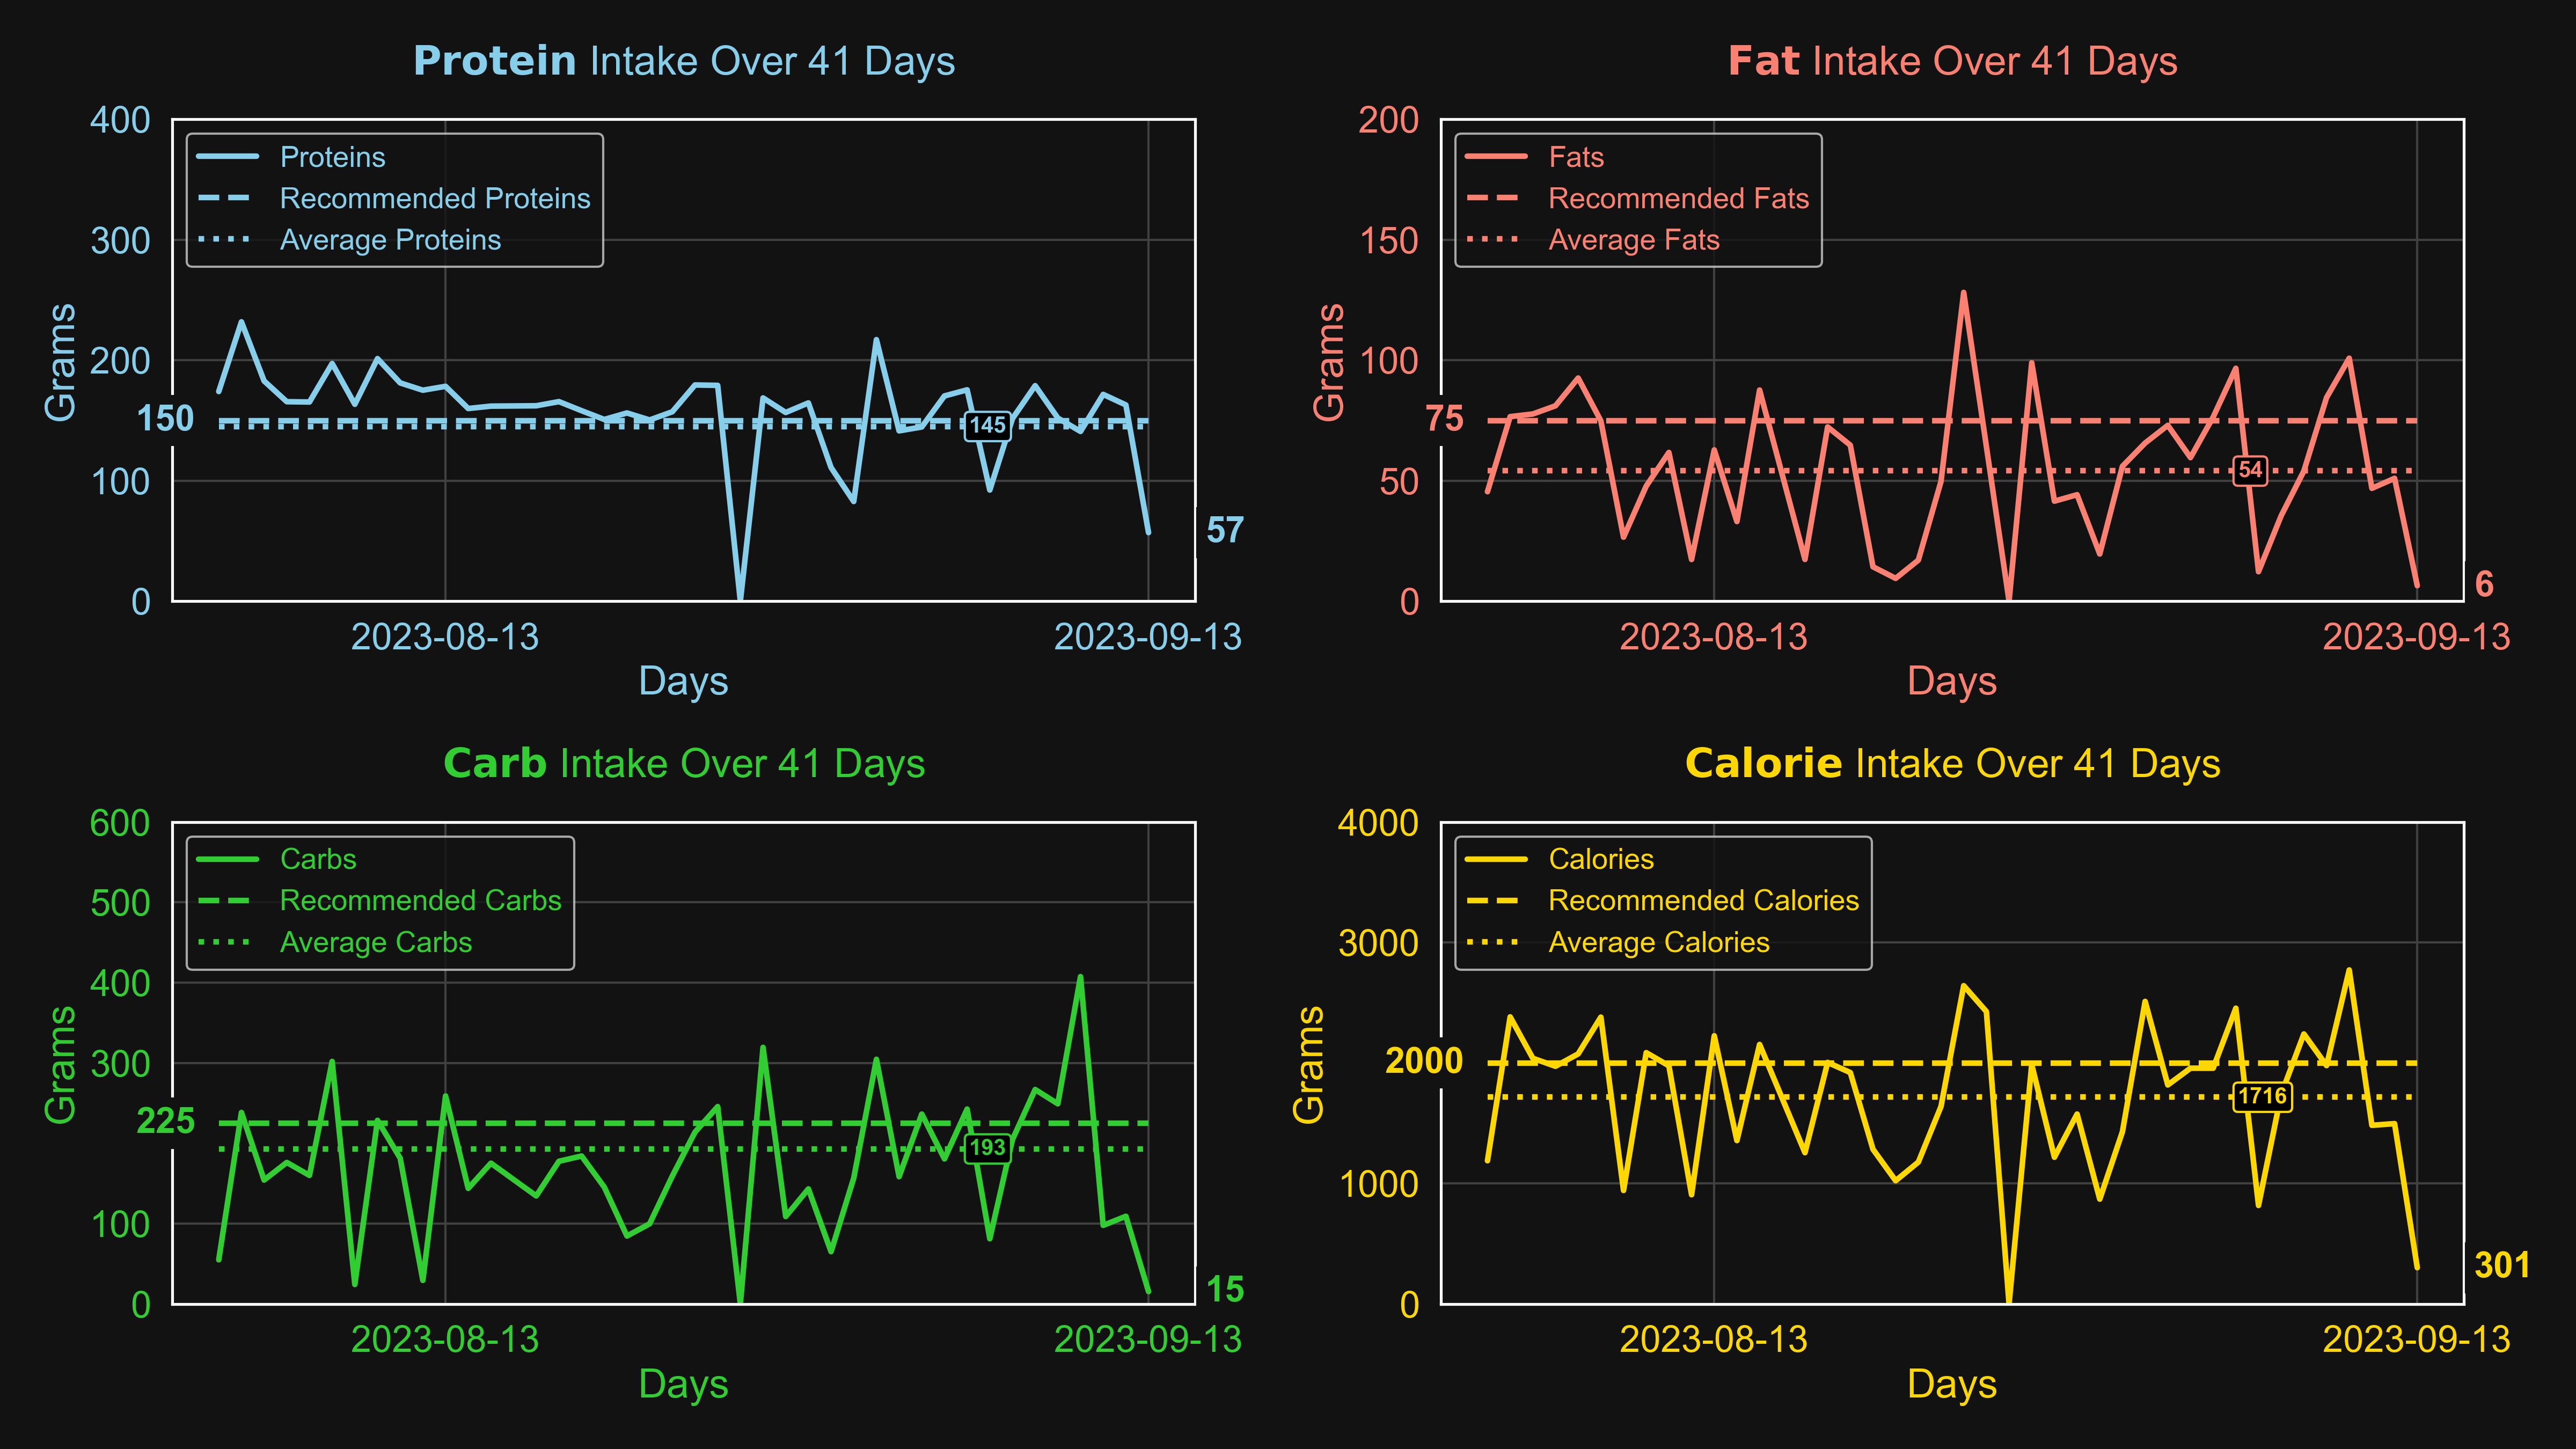 Protein Intake Over 41 Days
400
300
200
150
100
0
Grams
Proteins
Recommended Proteins
Average Proteins
145
57
2023-08-13
2023-09-13
Days
Fat Intake Over 41 Days
200
150
100
75
50
0
Grams
Fats
Recommended Fats
Average Fats
54
6
2023-08-13
2023-09-13
Days
Carb Intake Over 41 Days
600
500
400
300
225
100
0
Grams
Carbs
Recommended Carbs
Average Carbs
193
15
2023-08-13
2023-09-13
Days
Calorie Intake Over 41 Days
4000
3000
2000
1000
0
Grams
Calories
Recommended Calories
Average Calories
1716
301
2023-08-13
2023-09-13
Days